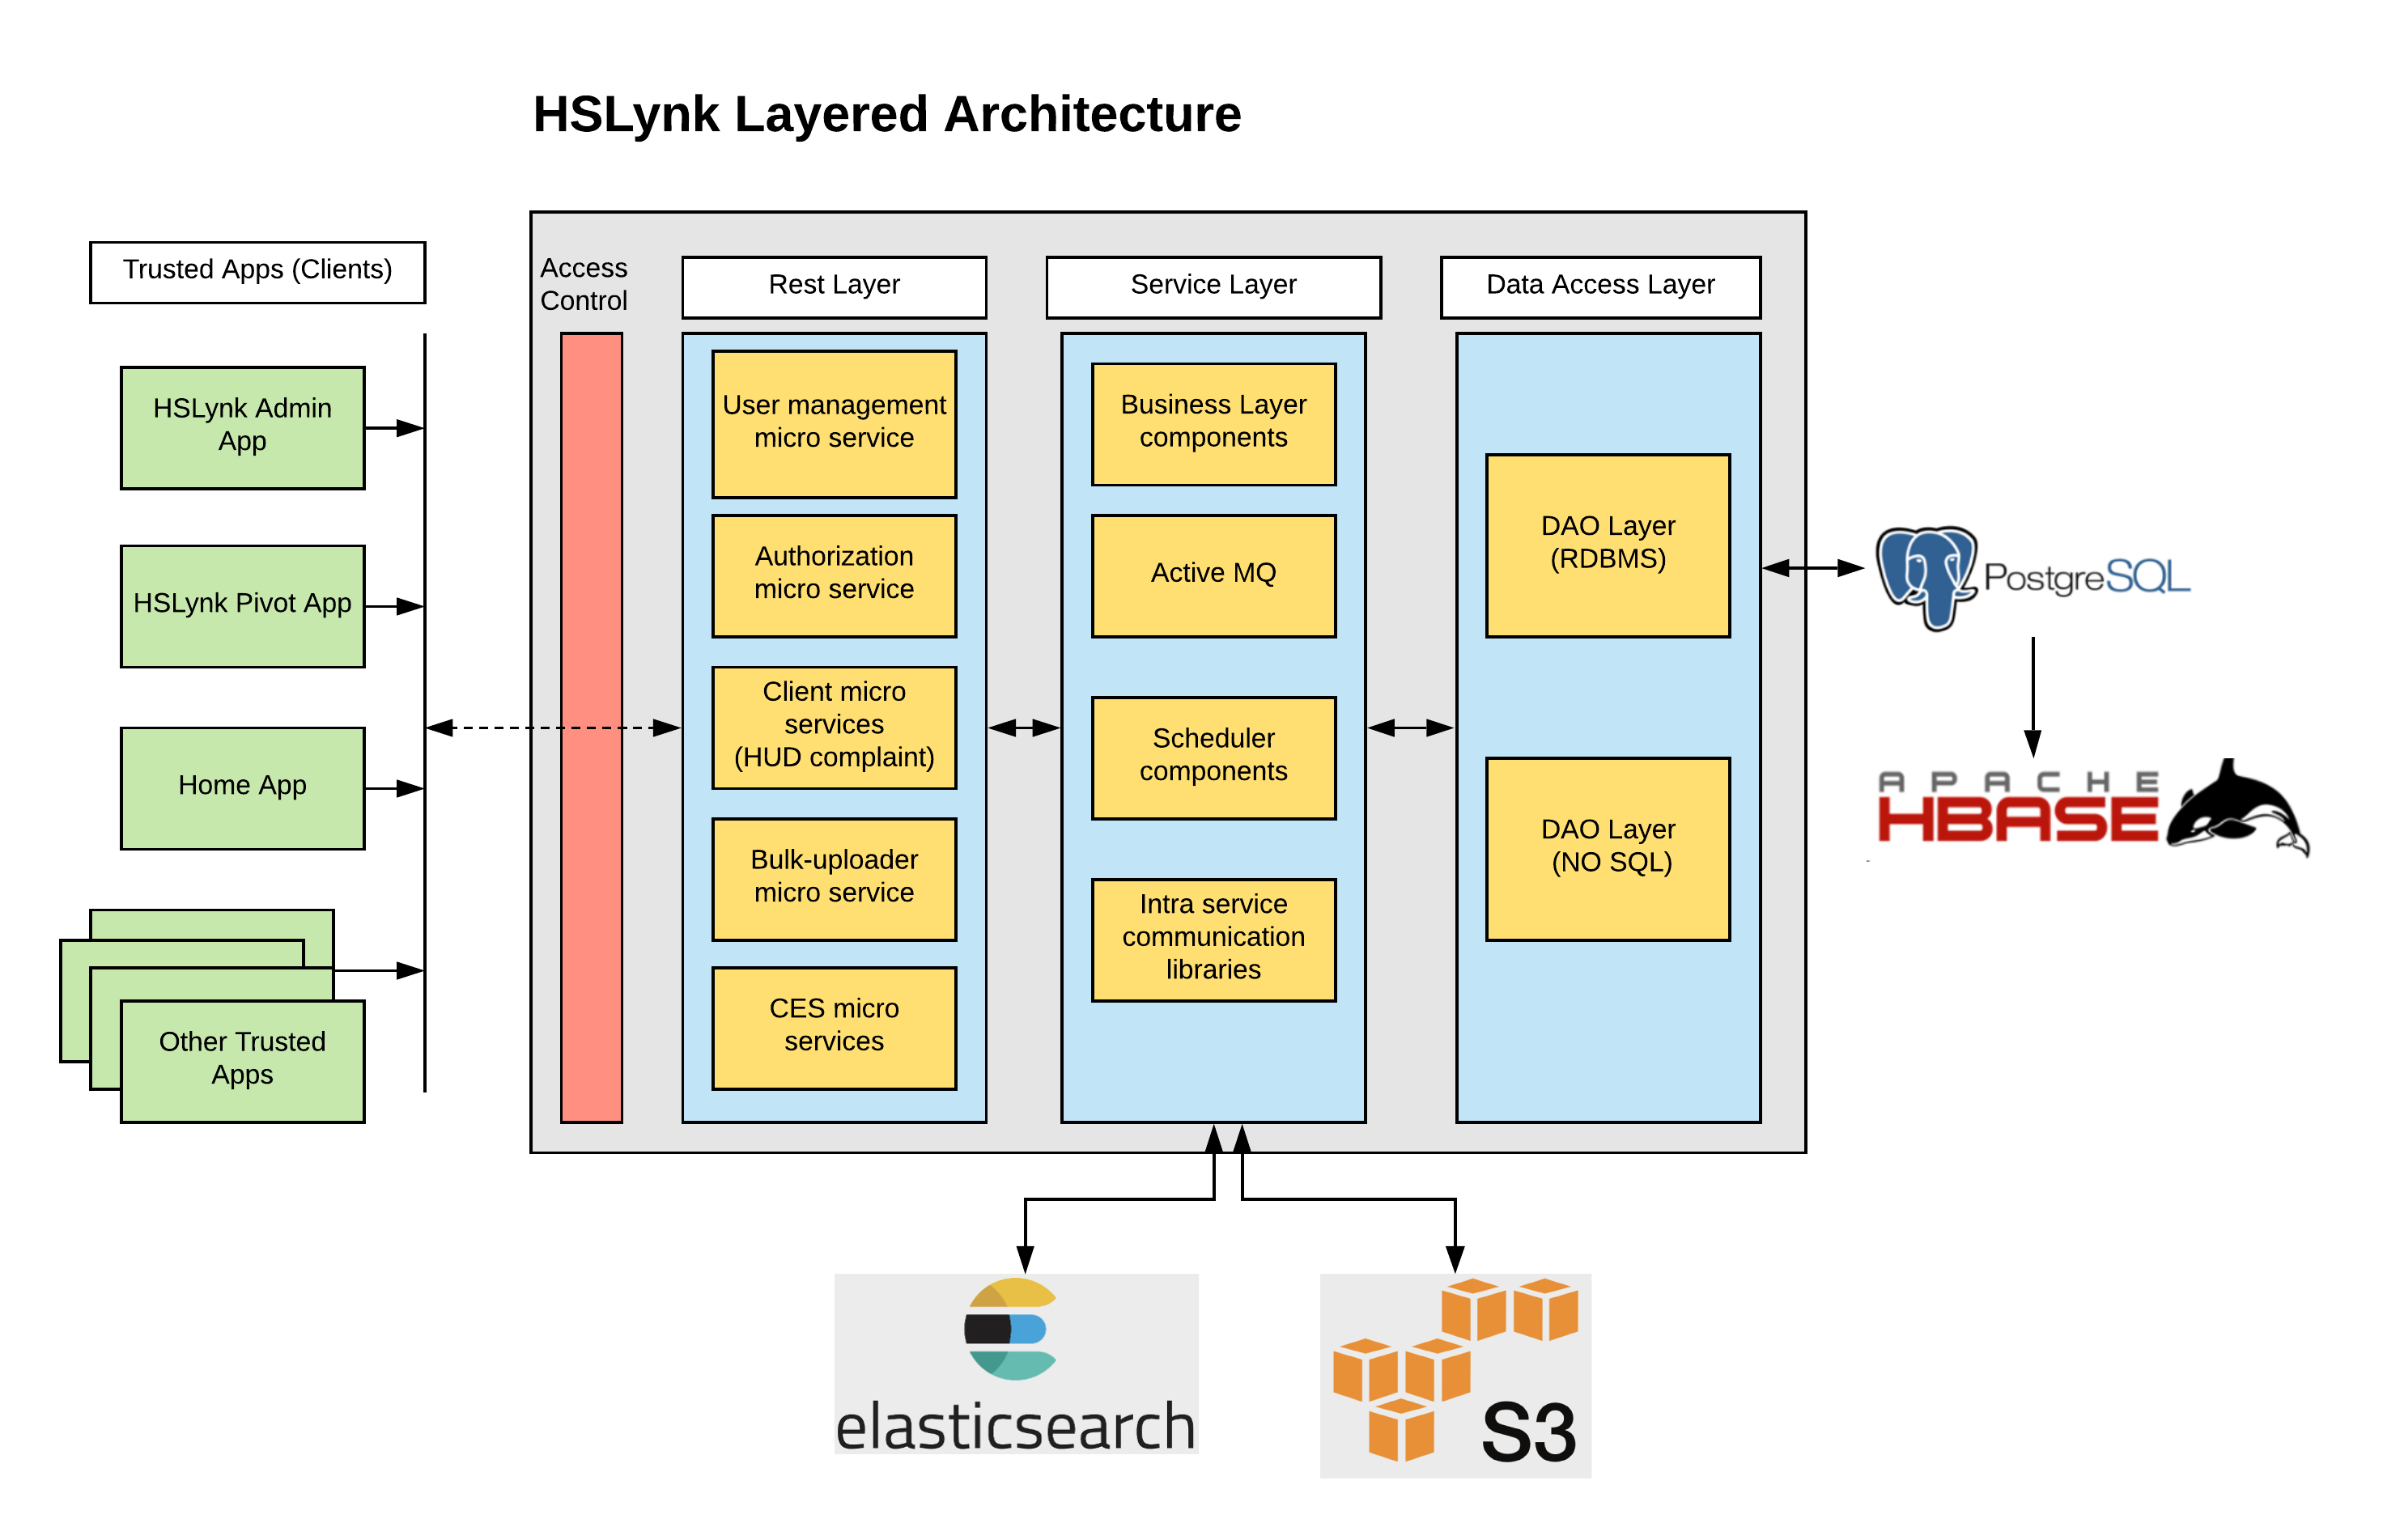 HSLynk Layered Architecture
Trusted Apps (Clients)
HSLynk Admin
App
HSLynk Pivot App
Home App
Other Trusted
Apps
Access
Control
Rest Layer
User management
micro service
Authorization
micro service
Client micro
services
(HUD complaint)
Bulk-uploader
micro service
CES micro
services
Service Layer
Business Layer
components
Active MQ
Scheduler
components
Intra service
communication
libraries
Data Access Layer
DAO Layer
(RDBMS)
DAO Layer
(NO SQL)
PostgreSQL
APACHE
HBASE
elasticsearch
S3